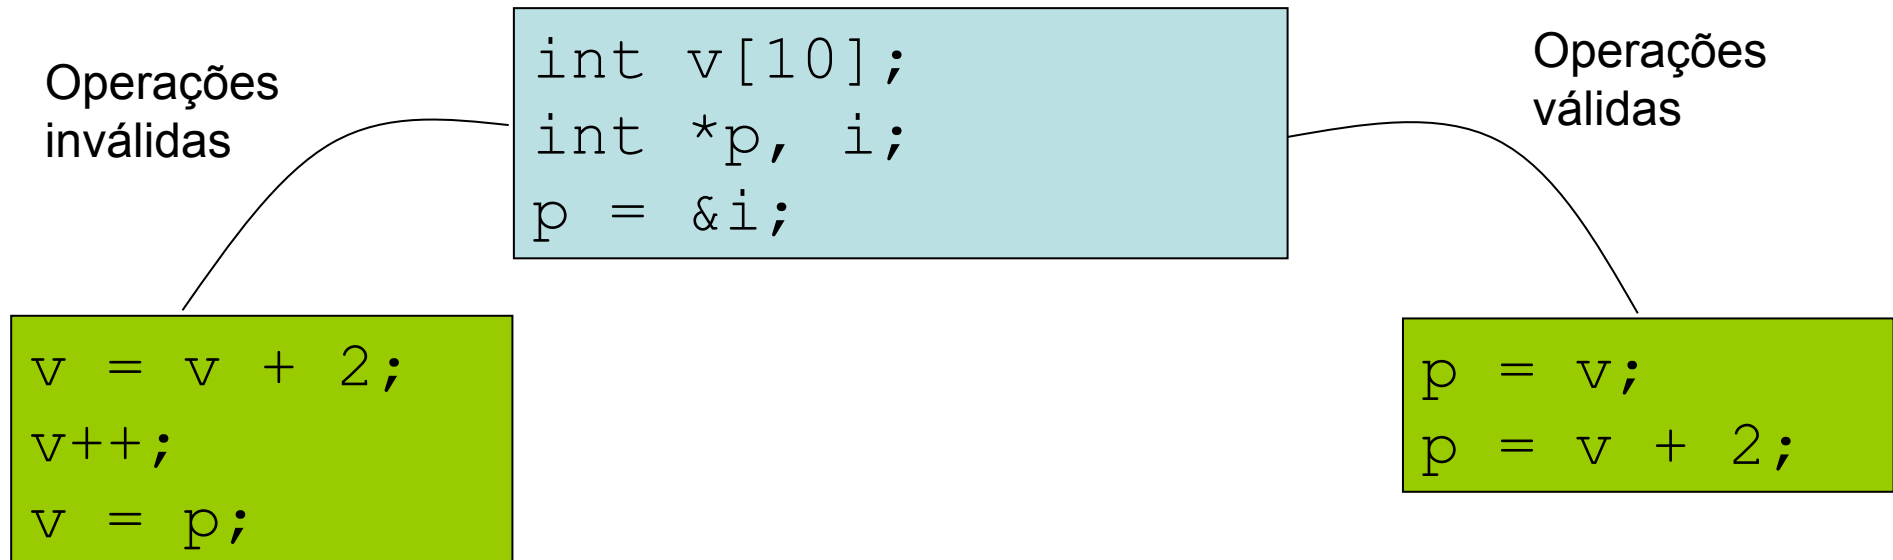 Operações
inválidas
int v[10];
int *p, i;
p = &i;
Operações
válidas
v = v + 2;
v++;
v = p;
p = v;
p = v + 2;